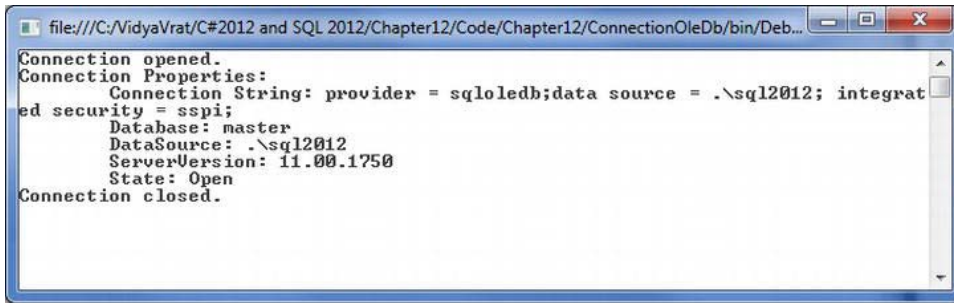 file:///C:/VidyaVrat/C#2012 and SQL 2012/Chapter12/Code/Chapter12/ConnectionOleDb/bin/Deb...
Connection opened.
Connection Properties:
Connection String: provider = sqloledb;data source = .\sql2012; integrat
ed security = sspi;
Database: master
DataSource: .\sql2012
ServerVersion: 11.00.1750
State: Open
Connection closed.